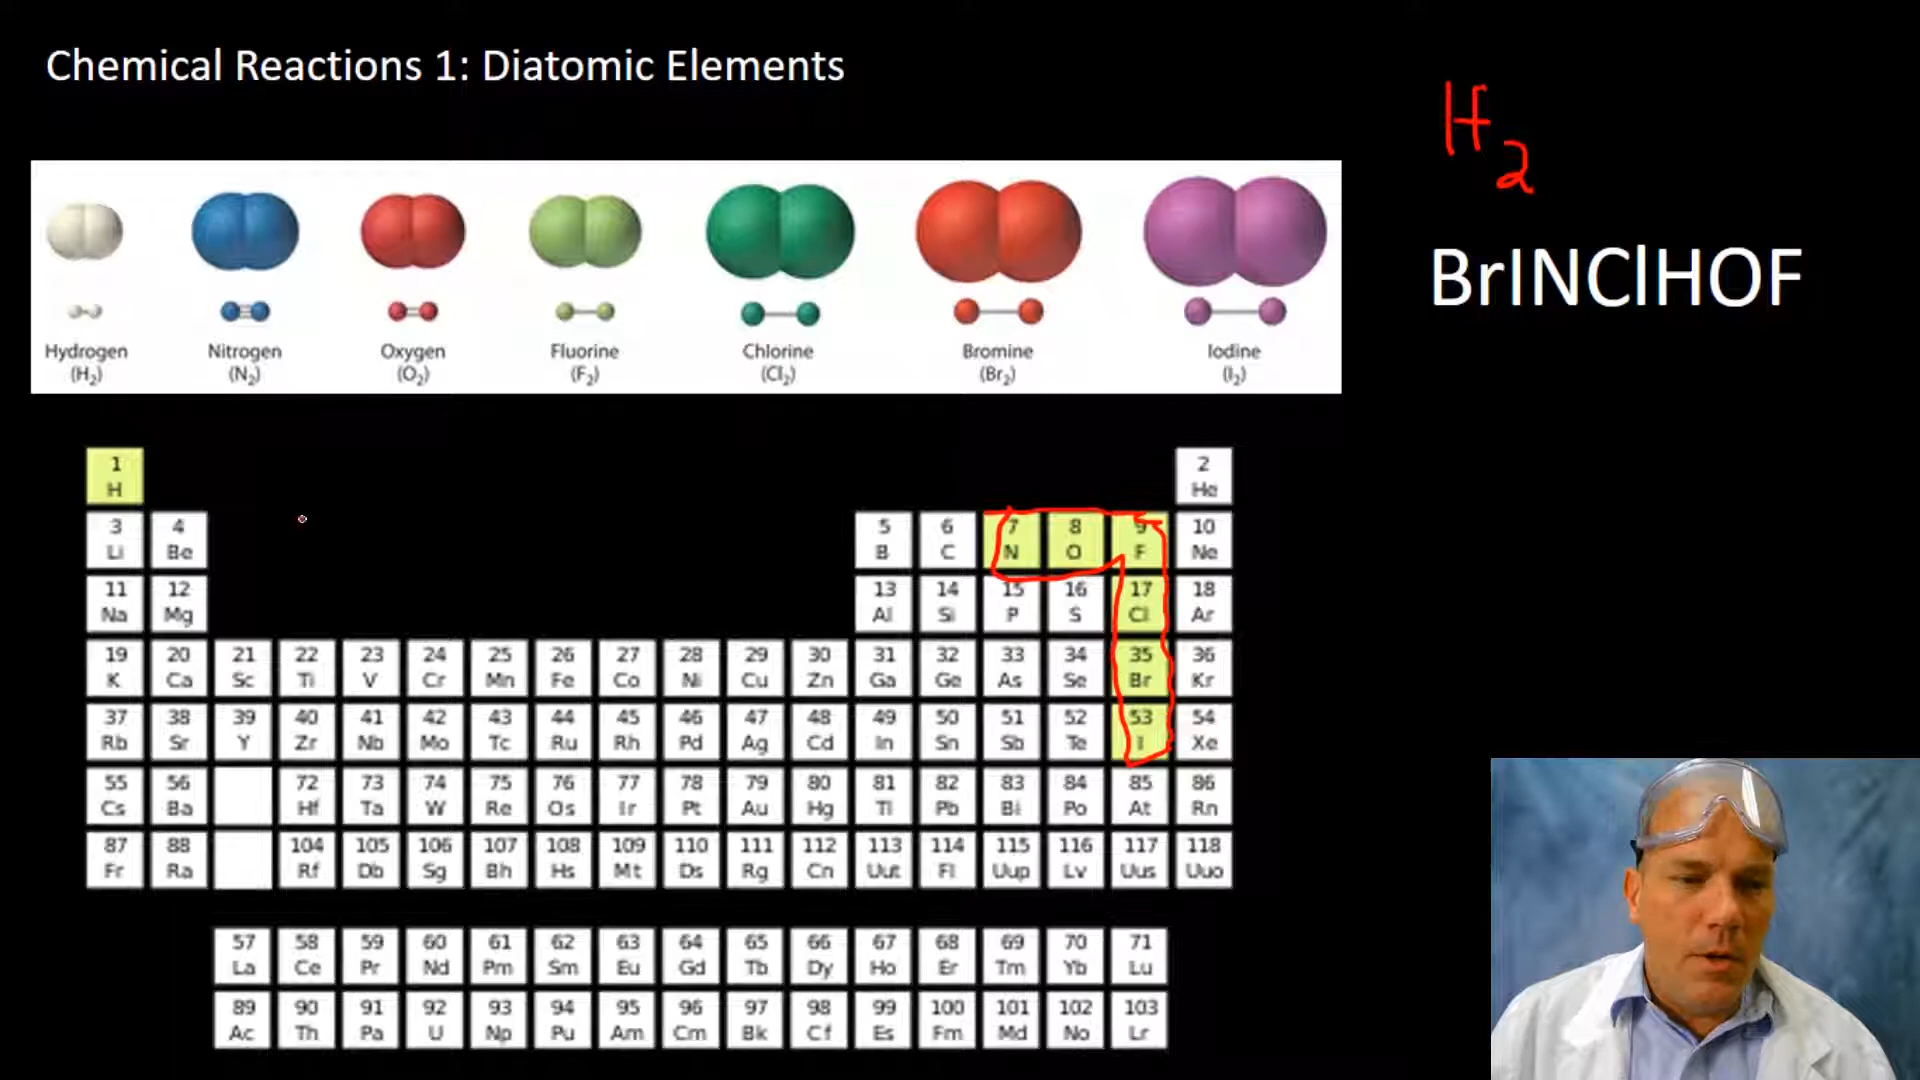 Chemical Reactions 1: Diatomic Elements
H2
BrINClHOF
Hydrogen Nitrogen Oxygen Fluorine Chlorine Bromine Iodine
(H2) (N2) (O2) (F2) (Cl2) (Br2) (I2)
1 2
H He
3 4 5 6 7 8 9 10
Li Be B C N O F Ne
11 12 13 14 15 16 17 18
Na Mg Al Si P S Cl Ar
19 20 21 22 23 24 25 26 27 28 29 30 31 32 33 34 35 36
K Ca Sc Ti V Cr Mn Fe Co Ni Cu Zn Ga Ge As Se Br Kr
37 38 39 40 41 42 43 44 45 46 47 48 49 50 51 52 53 54
Rb Sr Y Zr Nb Mo Tc Ru Rh Pd Ag Cd In Sn Sb Te I Xe
55 56 72 73 74 75 76 77 78 79 80 81 82 83 84 85 86
Cs Ba Hf Ta W Re Os Ir Pt Au Hg Tl Pb Bi Po At Rn
87 88 104 105 106 107 108 109 110 111 112 113 114 115 116 117 118
Fr Ra Rf Db Sg Bh Hs Mt Ds Rg Cn Uut Fl Uup Lv Uus Uuo
57 58 59 60 61 62 63 64 65 66 67 68 69 70 71
La Ce Pr Nd Pm Sm Eu Gd Tb Dy Ho Er Tm Yb Lu
89 90 91 92 93 94 95 96 97 98 99 100 101 102 103
Ac Th Pa U Np Pu Am Cm Bk Cf Es Fm Md No Lr